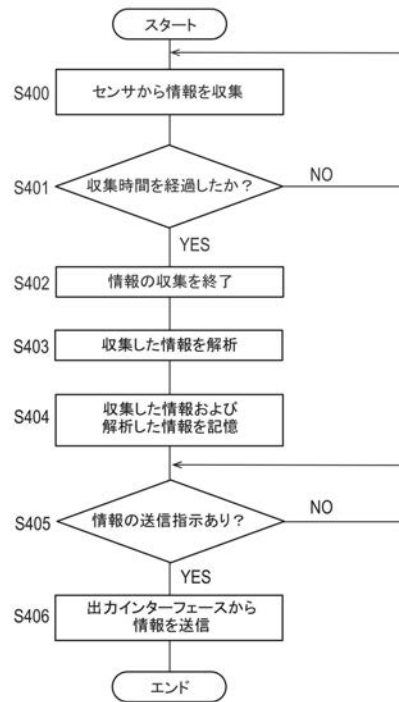 スタート
S400
センサから情報を収集
S401
収集時間を経過したか?
NO
YES
S402
情報の収集を終了
S403
収集した情報を解析
S404
収集した情報および
解析した情報を記憶
S405
情報の送信指示あり?
NO
YES
S406
出力インターフェースから
情報を送信
エンド